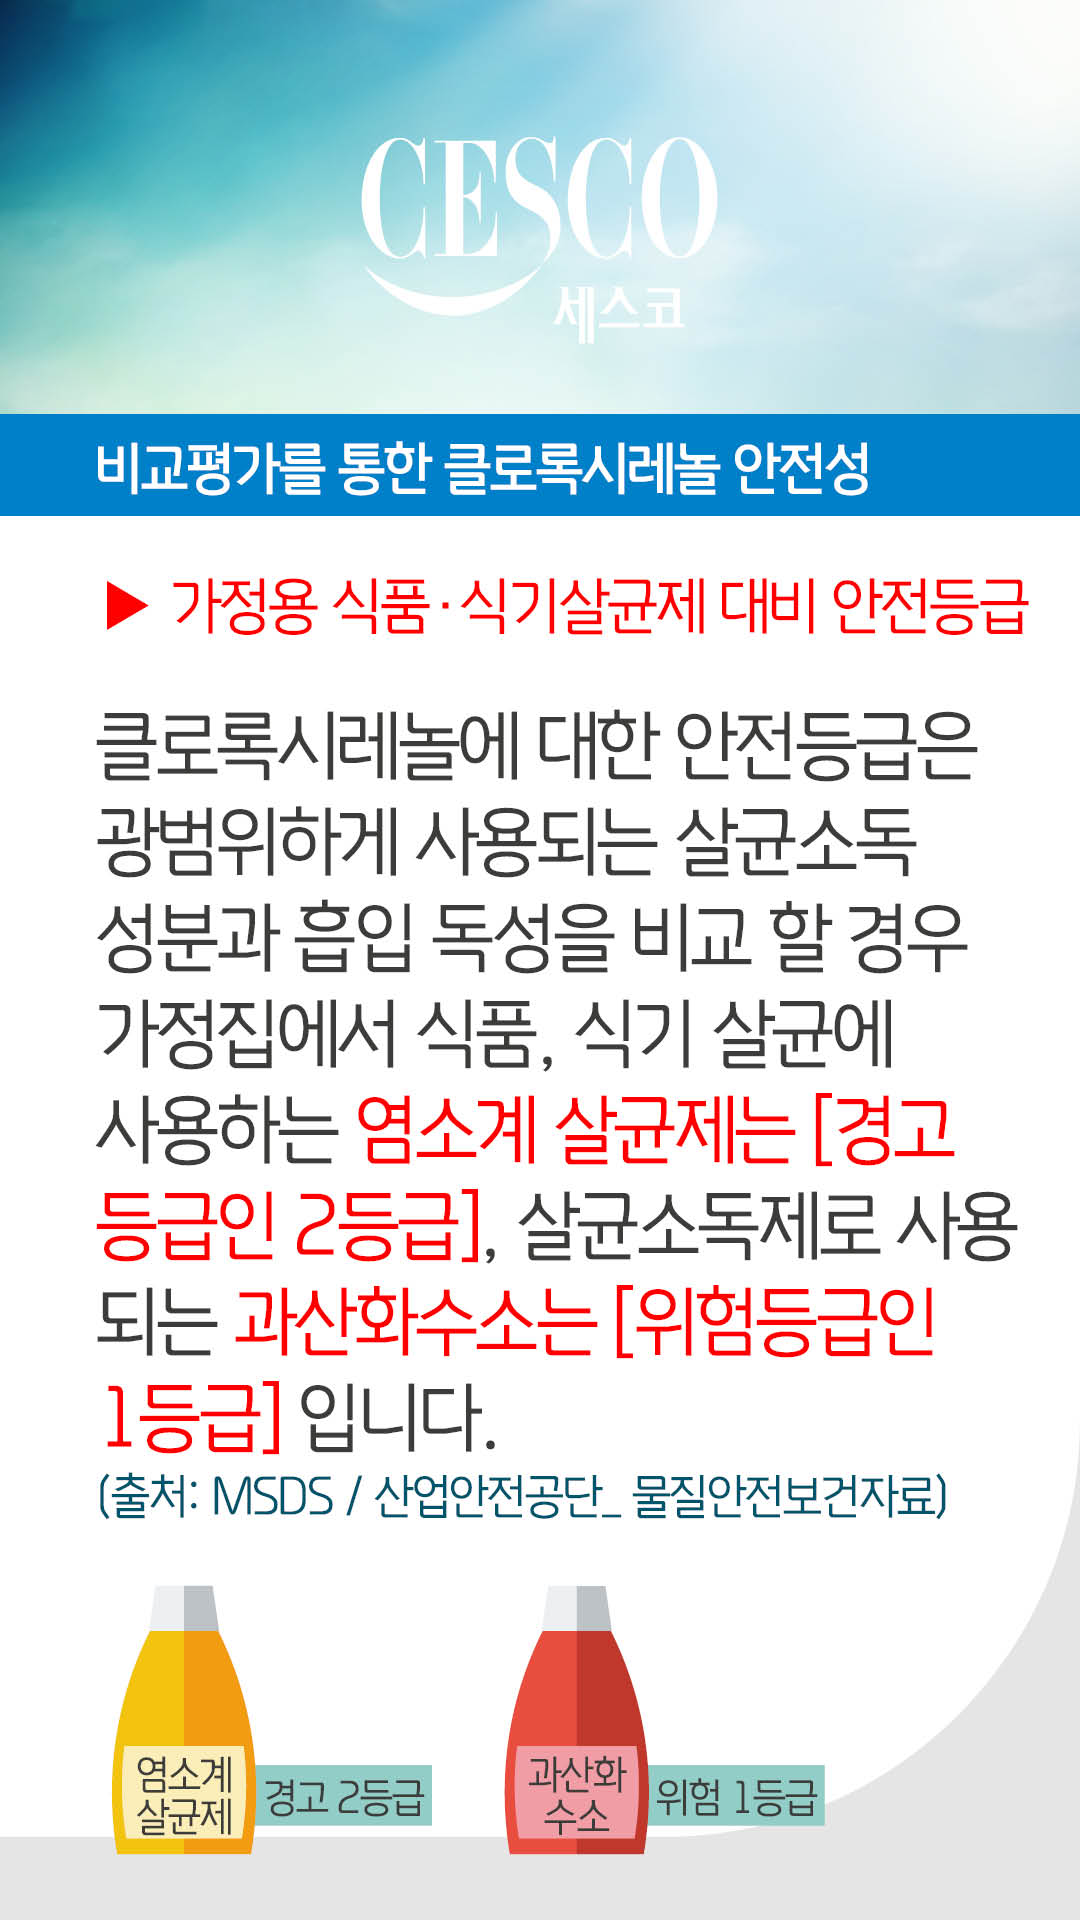 CESCO
세스코
비교평가를 통한 클로록시레놀 안전성
▶ 가정용 식품·식기살균제 대비 안전등급
클로록시레놀에 대한 안전등급은
광범위하게 사용되는 살균소독
성분과 흡입 독성을 비교 할 경우
가정집에서 식품, 식기 살균에
사용하는 염소계 살균제는 [경고
등급인 2등급], 살균소독제로 사용
되는 과산화수소는 [위험등급인
1등급] 입니다.
(출처: MSDS / 산업안전공단_ 물질안전보건자료)
염소계
살균제
경고 2등급
과산화
수소
위험 1등급